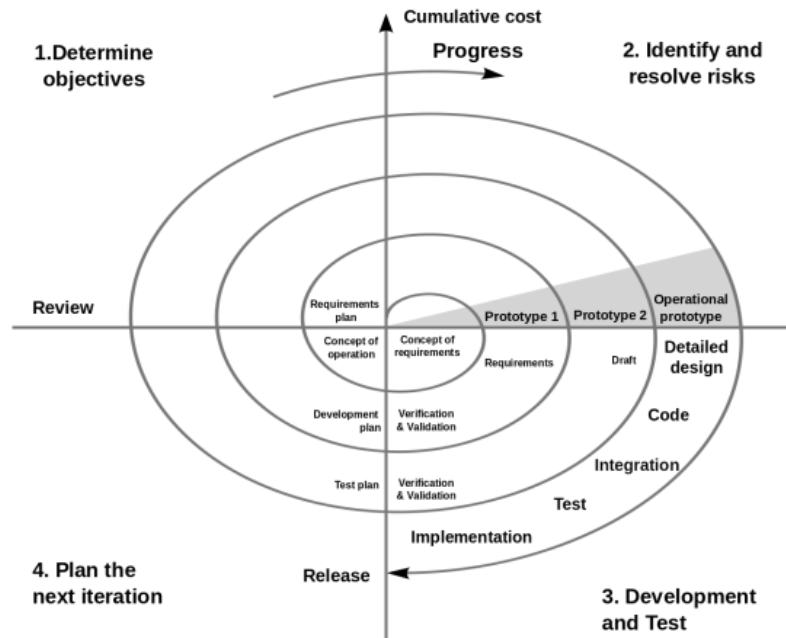 Cumulative cost
1.Determine
objectives
Progress
2. Identify and
resolve risks
Review
Requirements
plan
Prototype 1
Prototype 2
Operational
prototype
Concept of
operation
Concept of
requirements
Requirements
Draft
Detailed
design
Development
plan
Verification
& Validation
Code
Integration
Test plan
Verification
& Validation
Test
Implementation
Release
4. Plan the
next iteration
3. Development
and Test